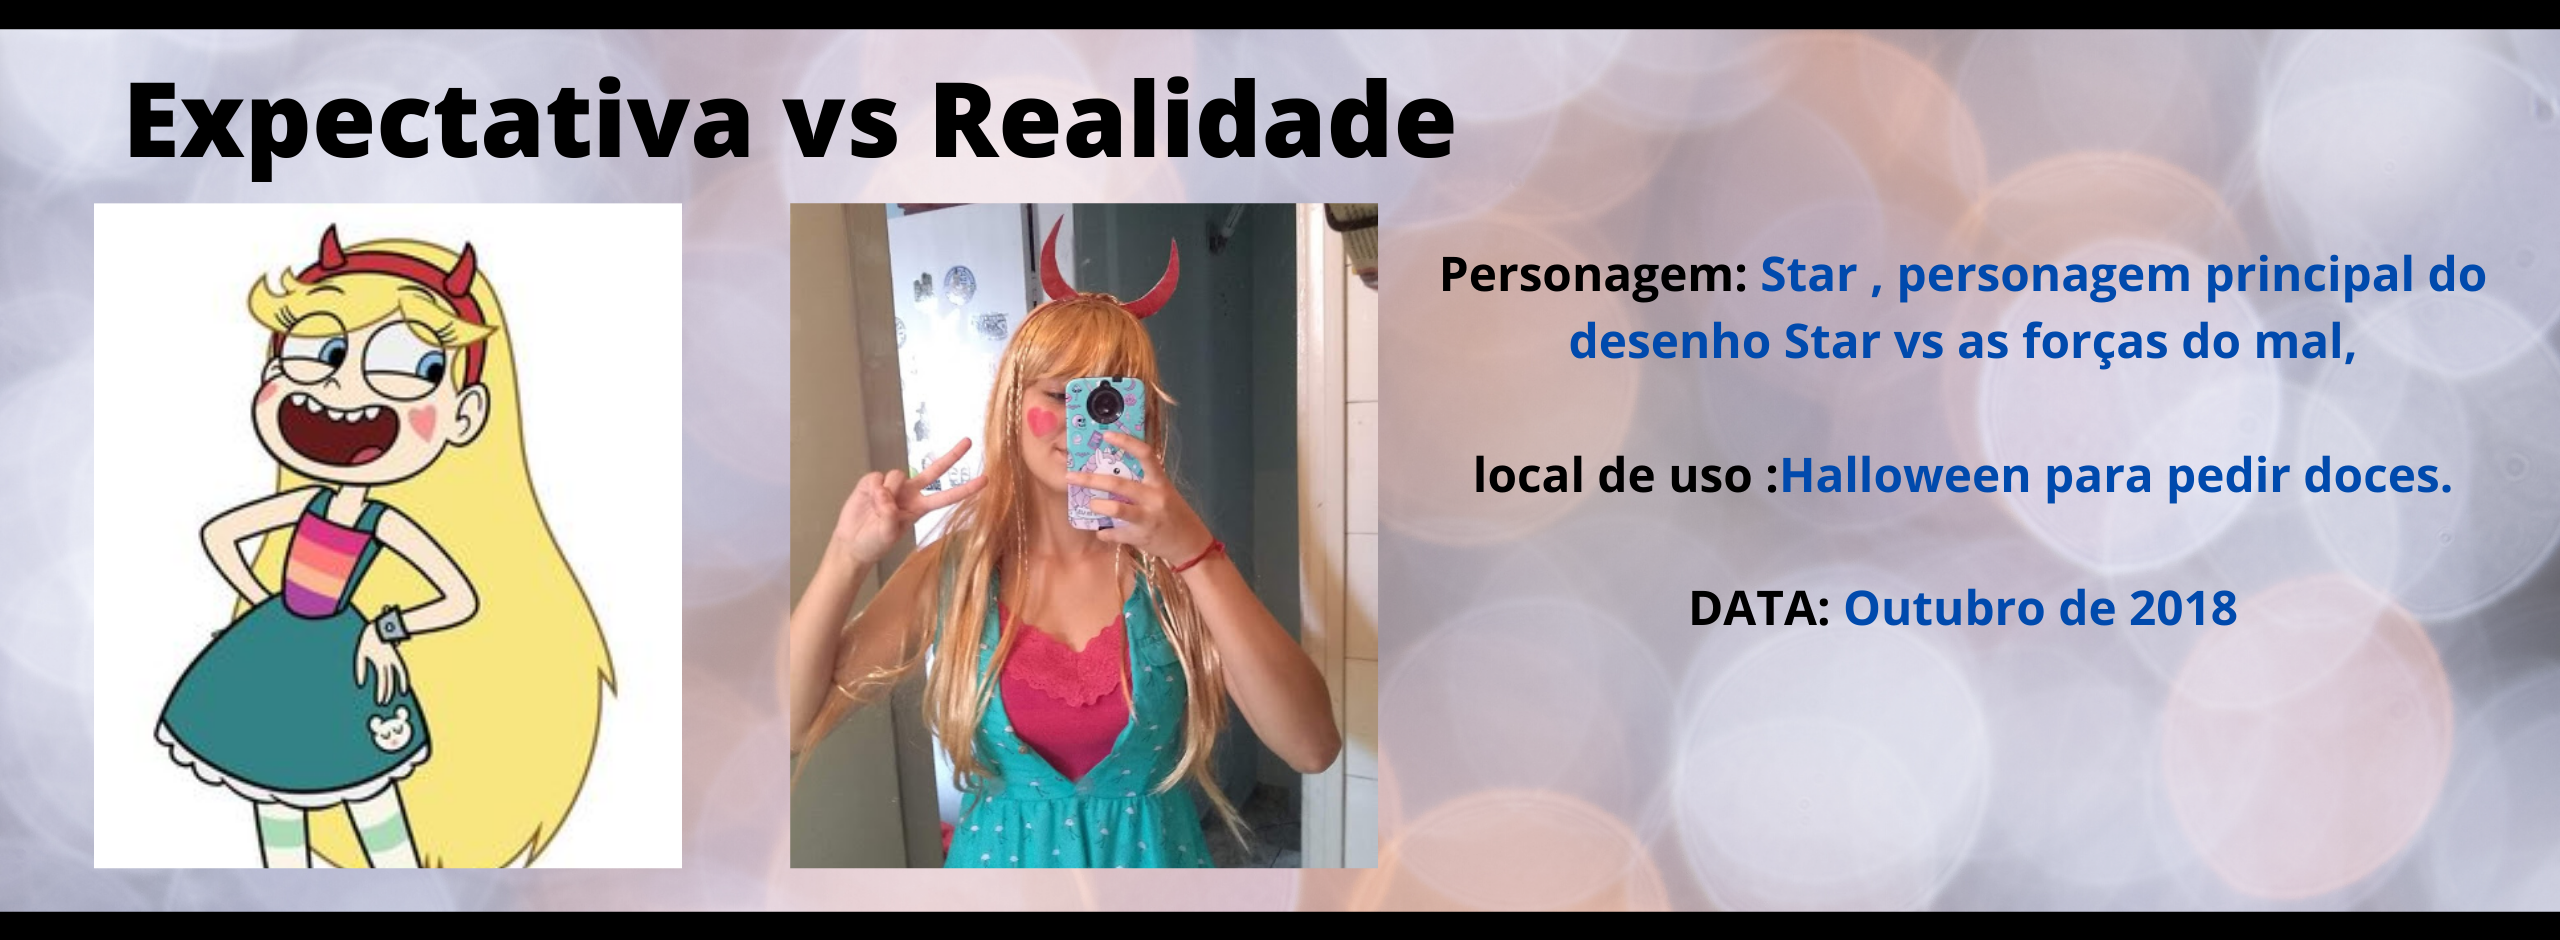 Expectativa vs Realidade
Personagem: Star , personagem principal do
desenho Star vs as forças do mal,
local de uso :Halloween para pedir doces.
DATA: Outubro de 2018